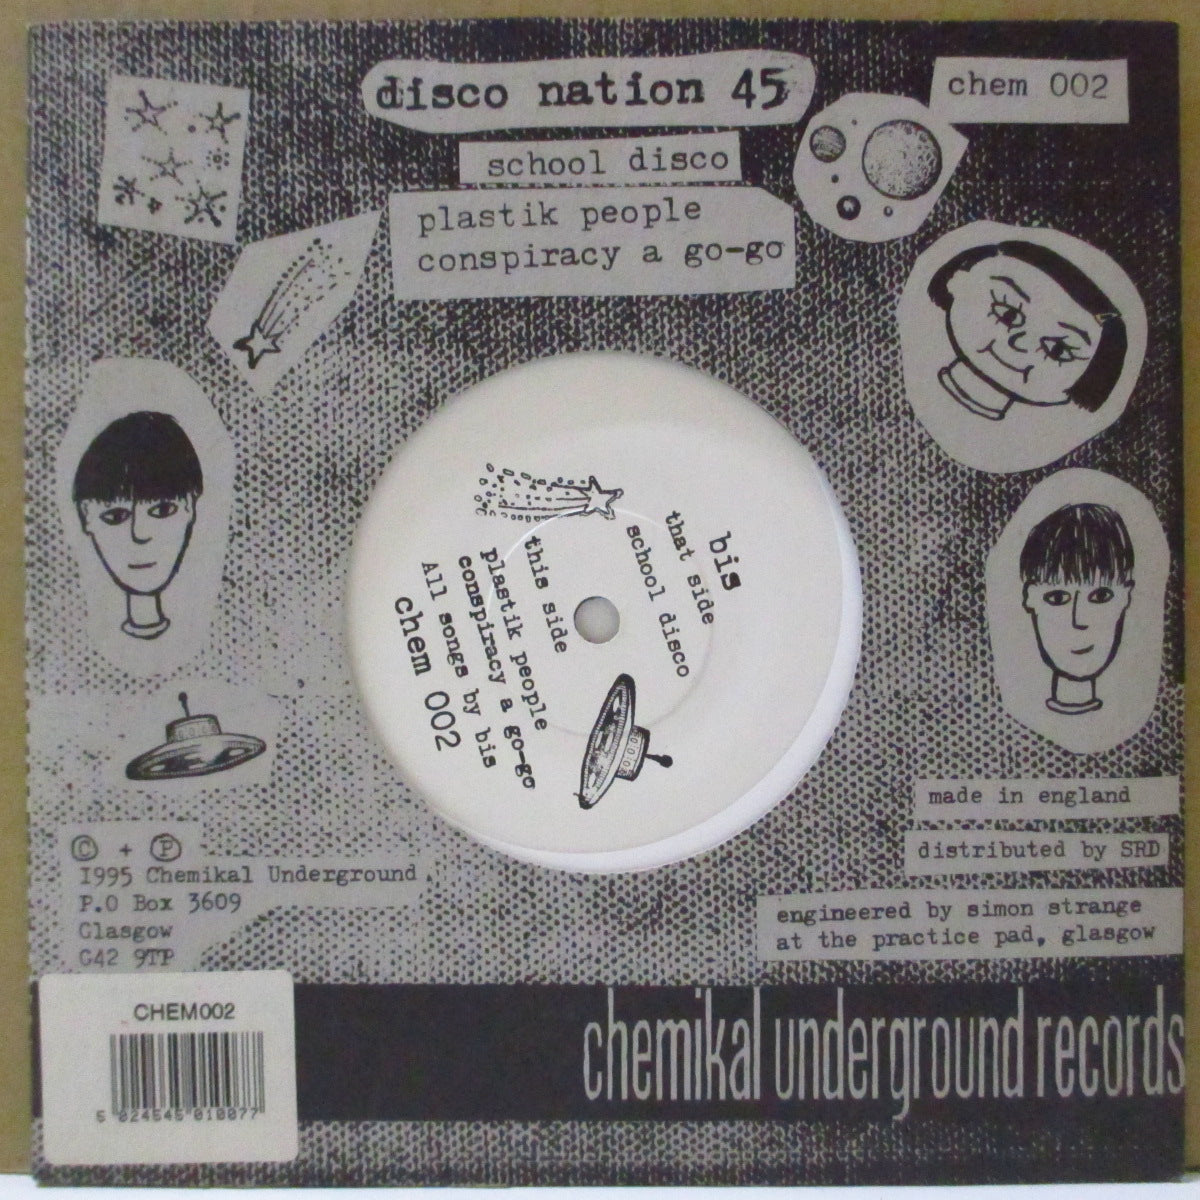 disco nation 45
chem 002
school disco
plastik people
conspiracy a go-go
bis
that side
school disco
this side
plastik people
conspiracy a go-go
All songs by bis
chem 002
© + ℗
1995 Chemikal Underground
P.O Box 3609
Glasgow
G42 9TP
made in england
distributed by SRD
engineered by simon strange
at the practice pad, glasgow
chemikal underground records
CHEM002
5 024545 010077